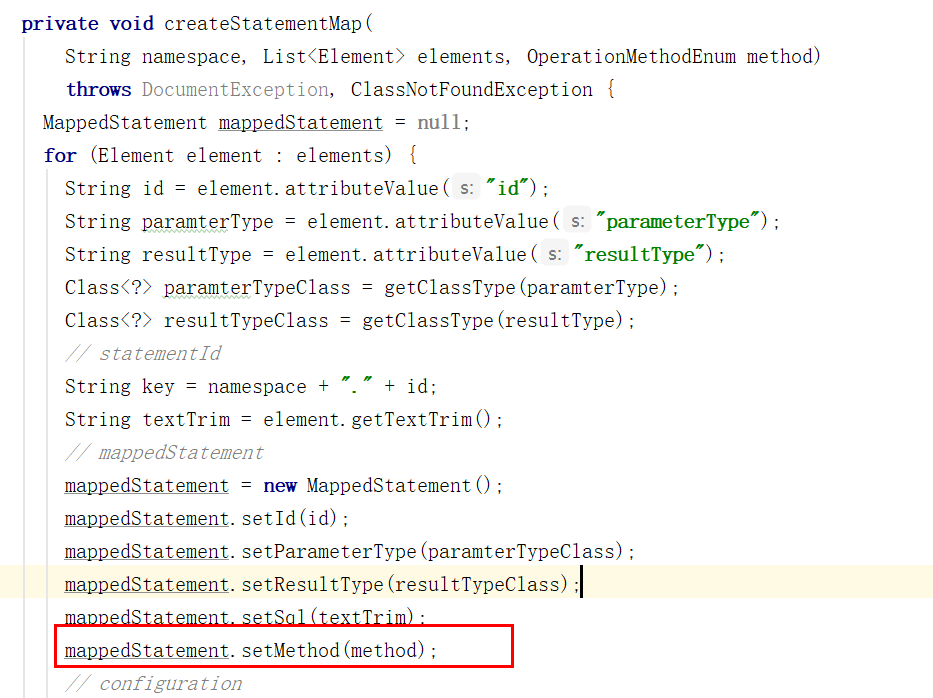 private void createStatementMap(
String namespace, List<Element> elements, OperationMethodEnum method)
throws DocumentException, ClassNotFoundException {
MappedStatement mappedStatement = null;
for (Element element : elements) {
String id = element.attributeValue( s: "id");
String paramterType = element.attributeValue( s: "parameterType");
String resultType = element.attributeValue( s: "resultType");
Class<?> paramterTypeClass = getClassType(paramterType);
Class<?> resultTypeClass = getClassType(resultType);
// statementId
String key = namespace + "." + id;
String textTrim = element.getTextTrim();
// mappedStatement
mappedStatement = new MappedStatement();
mappedStatement.setId(id);
mappedStatement.setParameterType(paramterTypeClass);
mappedStatement.setResultType(resultTypeClass);
mappedStatement.setSql(textTrim);
mappedStatement.setMethod(method);
// configuration